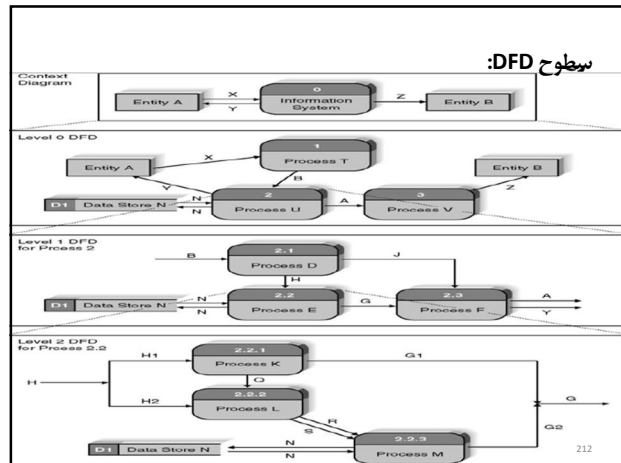 سطوح DFD:
Context
Diagram
0
Entity A
X
Y
Information
System
Z
Entity B
Level 0 DFD
1
Process T
Entity A
X
Entity B
Y
B
Z
2
3
D1 Data Store N
N
N
Process U
A
Process V
Level 1 DFD
for Prcess 2
2.1
B
Process D
J
H
2.2
2.3
D1 Data Store N
N
N
Process E
G
Process F
A
Y
Level 2 DFD
for Prcess 2.2
2.2.1
H1
Process K
G1
H
Q
2.2.2
G
H2
Process L
R
S
G2
2.2.3
D1 Data Store N
N
N
Process M
212